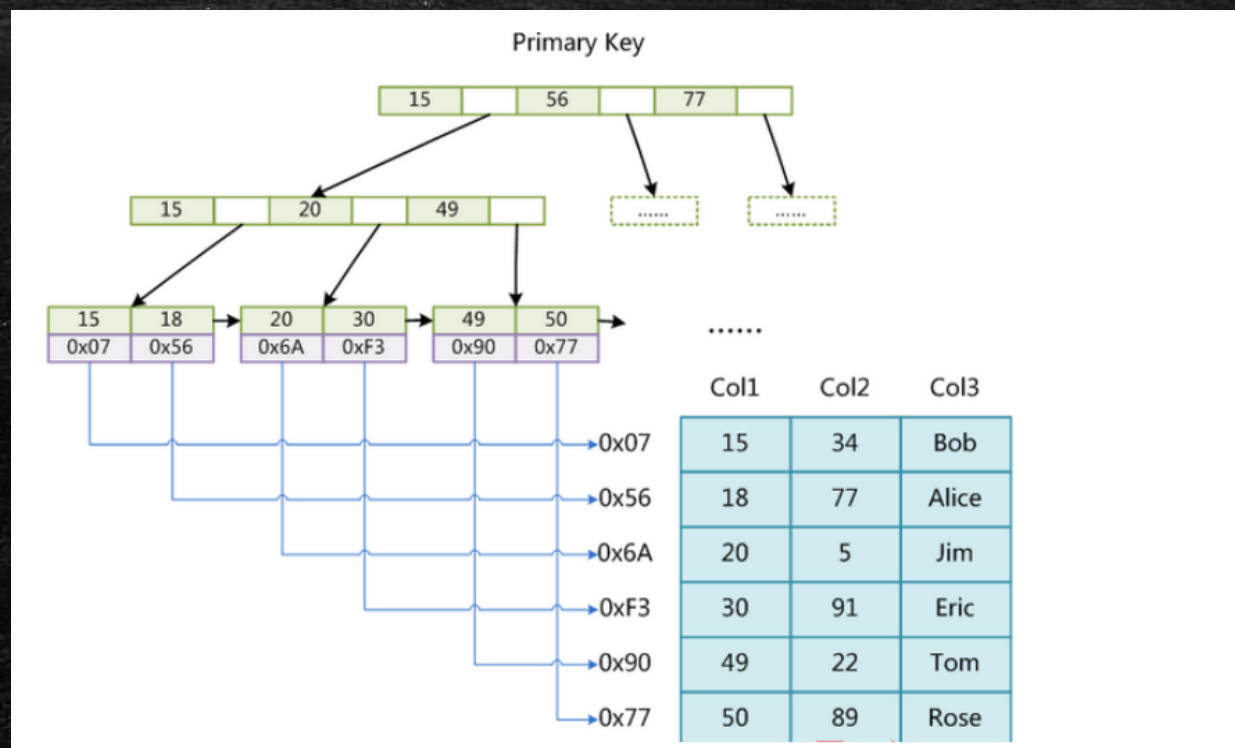 Primary Key
15 56 77
15 20 49
...... ......
15 18 20 30 49 50
0x07 0x56 0x6A 0xF3 0x90 0x77
......
Col1 Col2 Col3
0x07 15 34 Bob
0x56 18 77 Alice
0x6A 20 5 Jim
0xF3 30 91 Eric
0x90 49 22 Tom
0x77 50 89 Rose